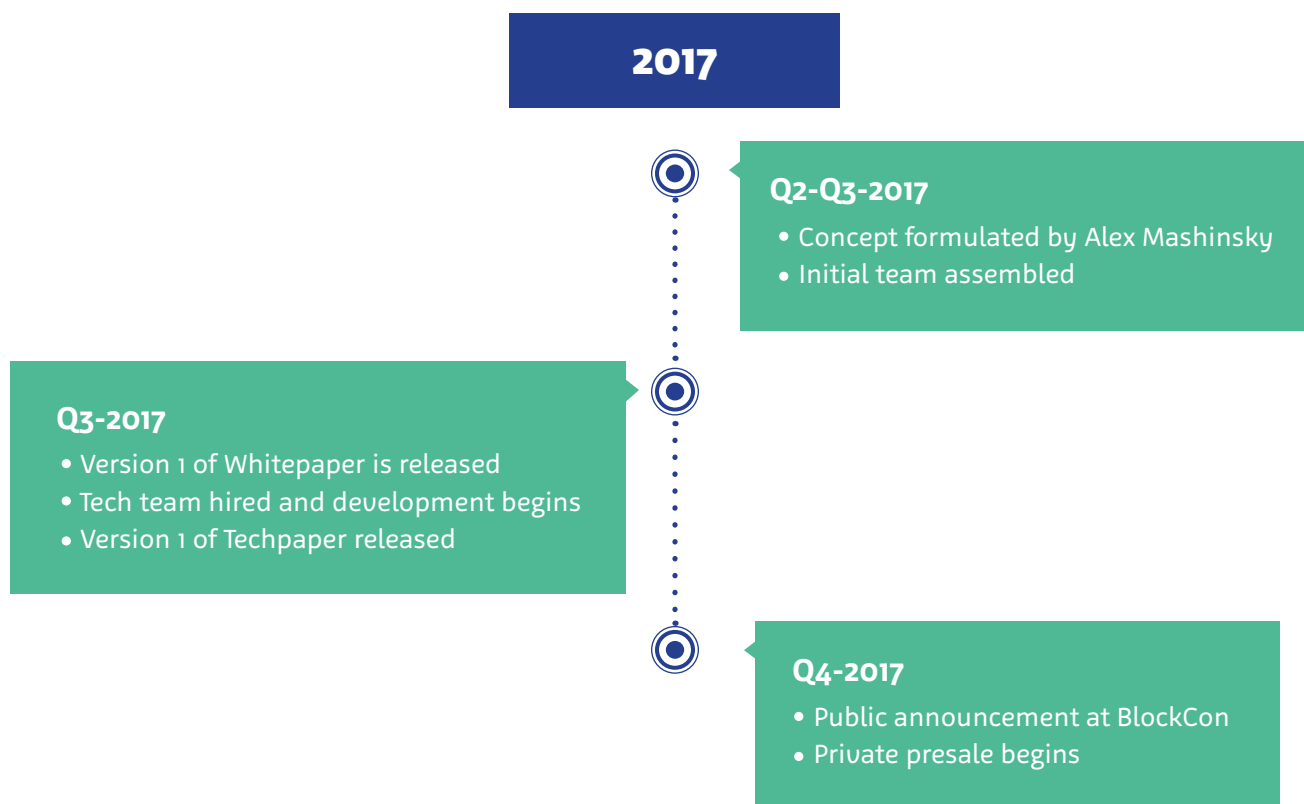 2017
Q2-Q3-2017
• Concept formulated by Alex Mashinsky
• Initial team assembled
Q3-2017
• Version 1 of Whitepaper is released
• Tech team hired and development begins
• Version 1 of Techpaper released
Q4-2017
• Public announcement at BlockCon
• Private presale begins